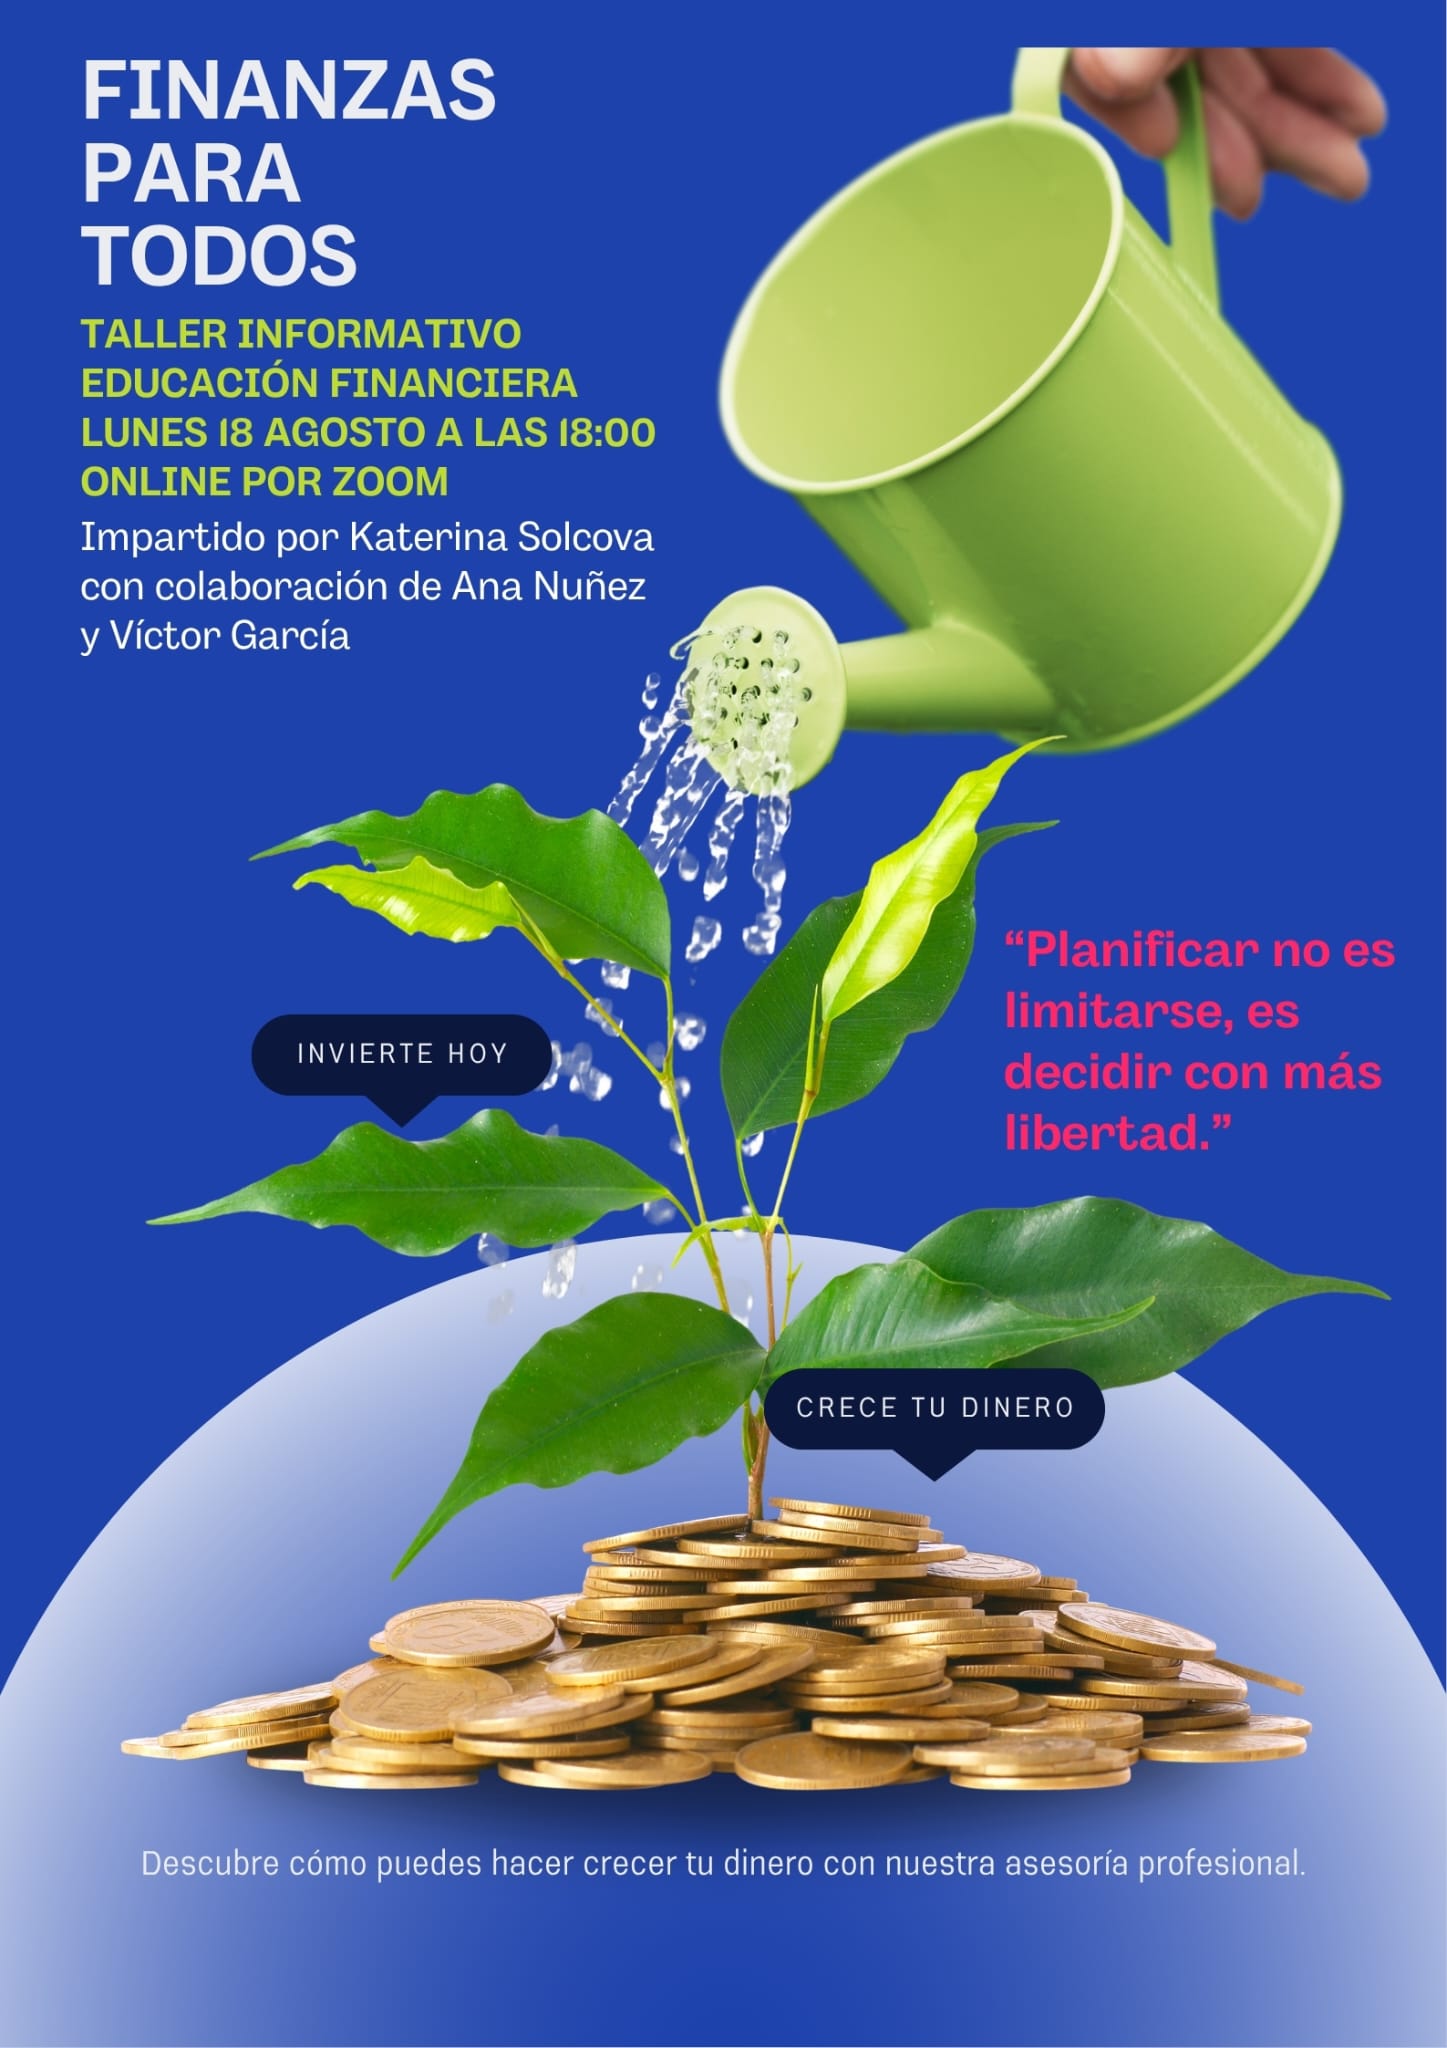 FINANZAS
PARA
TODOS
TALLER INFORMATIVO
EDUCACIÓN FINANCIERA
LUNES 18 AGOSTO A LAS 18:00
ONLINE POR ZOOM
Impartido por Katerina Solcova
con colaboración de Ana Nuñez
y Víctor García
“Planificar no es
limitarse, es
decidir con más
libertad.”
INVIERTE HOY
CRECE TU DINERO
Descubre cómo puedes hacer crecer tu dinero con nuestra asesoría profesional.